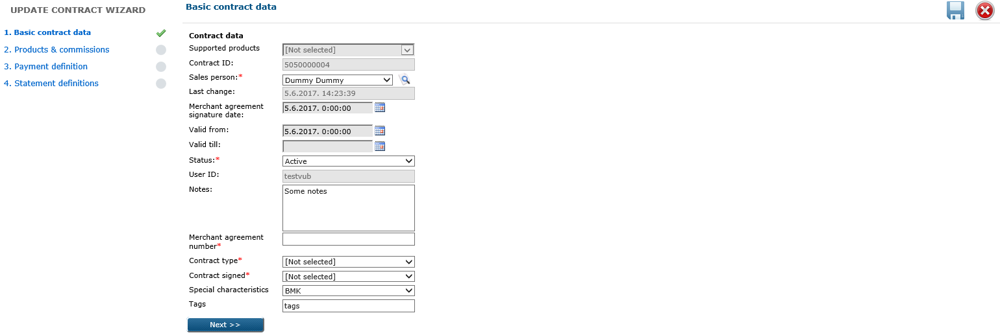 UPDATE CONTRACT WIZARD
1. Basic contract data
2. Products & commissions
3. Payment definition
4. Statement definitions
Basic contract data
Contract data
Supported products [Not selected]
Contract ID: 5050000004
Sales person:* Dummy Dummy
Last change: 5.6.2017. 14:23:39
Merchant agreement
signature date: 5.6.2017. 0:00:00
Valid from: 5.6.2017. 0:00:00
Valid till:
Status:* Active
User ID: testvub
Notes: Some notes
Merchant agreement
number*
Contract type* [Not selected]
Contract signed* [Not selected]
Special characteristics BMK
Tags tags
Next >>